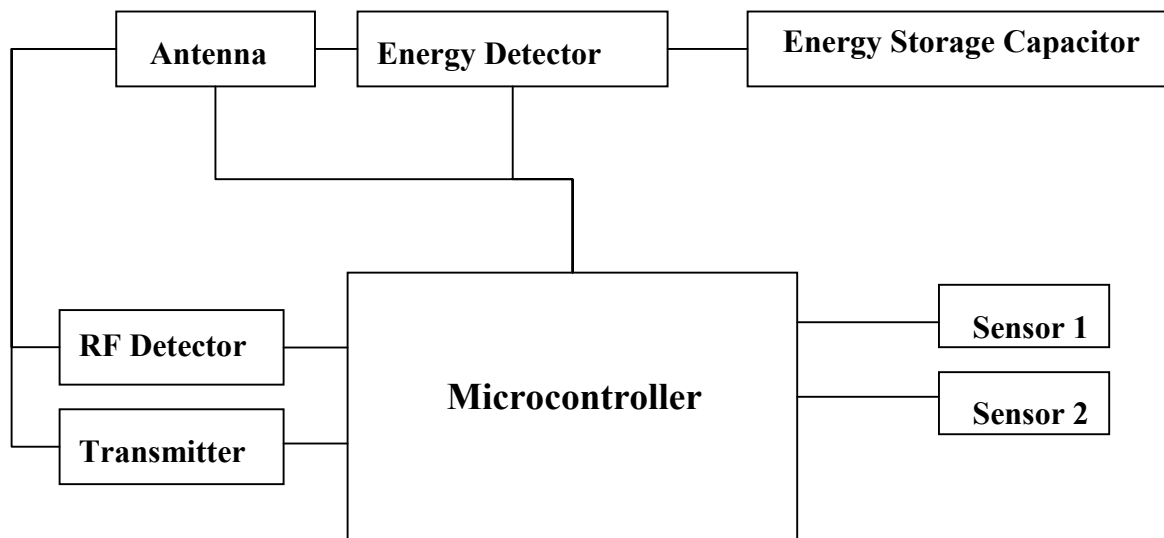 Antenna
Energy Detector
Energy Storage Capacitor
RF Detector
Transmitter
Microcontroller
Sensor 1
Sensor 2